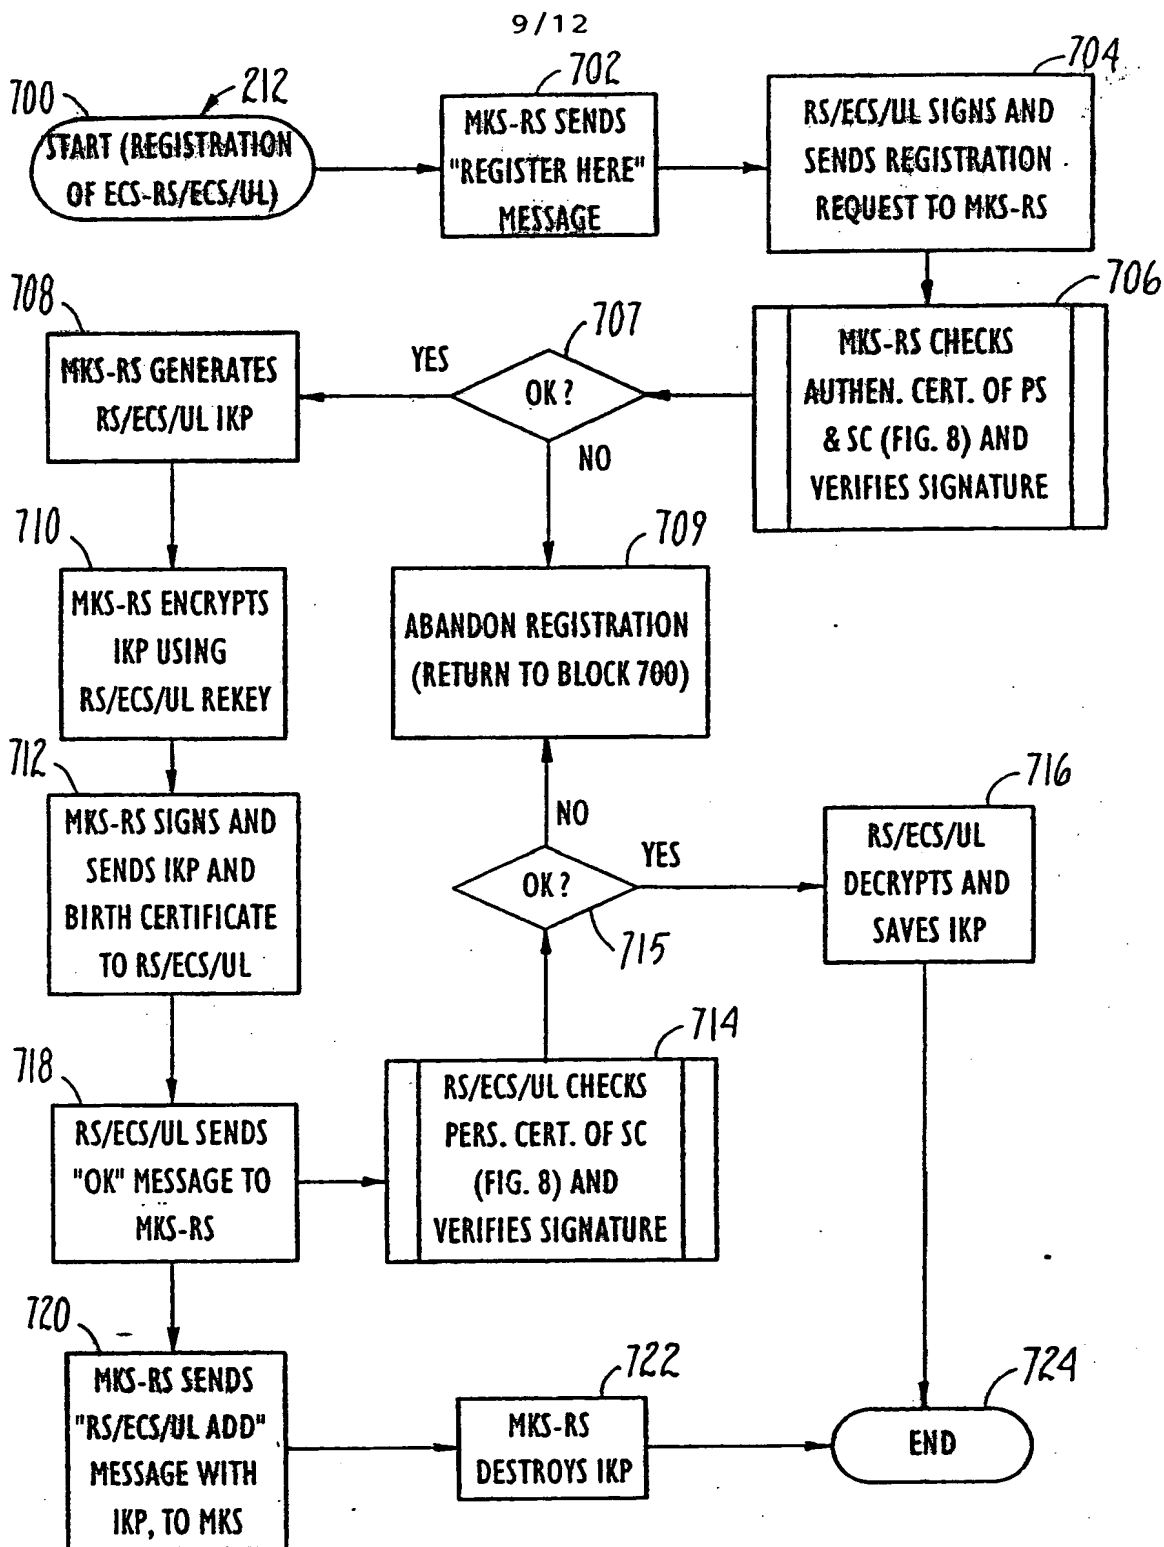 9/12
700
212
START (REGISTRATION
OF ECS-RS/ECS/UL)
702
MKS-RS SENDS
"REGISTER HERE"
MESSAGE
704
RS/ECS/UL SIGNS AND
SENDS REGISTRATION
REQUEST TO MKS-RS
706
MKS-RS CHECKS
AUTHEN. CERT. OF PS
& SC (FIG. 8) AND
VERIFIES SIGNATURE
707
OK?
YES
NO
708
MKS-RS GENERATES
RS/ECS/UL IKP
709
ABANDON REGISTRATION
(RETURN TO BLOCK 700)
710
MKS-RS ENCRYPTS
IKP USING
RS/ECS/UL REKEY
712
MKS-RS SIGNS AND
SENDS IKP AND
BIRTH CERTIFICATE
TO RS/ECS/UL
718
RS/ECS/UL SENDS
"OK" MESSAGE TO
MKS-RS
714
RS/ECS/UL CHECKS
PERS. CERT. OF SC
(FIG. 8) AND
VERIFIES SIGNATURE
NO
OK?
YES
715
716
RS/ECS/UL
DECRYPTS AND
SAVES IKP
720
MKS-RS SENDS
"RS/ECS/UL ADD"
MESSAGE WITH
IKP, TO MKS
722
MKS-RS
DESTROYS IKP
724
END